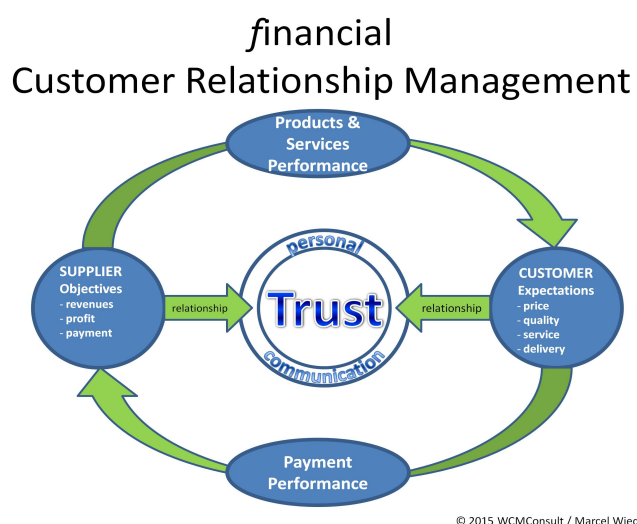 financial
Customer Relationship Management
Products &
Services
Performance
SUPPLIER
Objectives
- revenues
- profit
- payment
relationship
personal
Trust
communication
relationship
CUSTOMER
Expectations
- price
- quality
- service
- delivery
Payment
Performance
© 2015 WCMConsult / Marcel